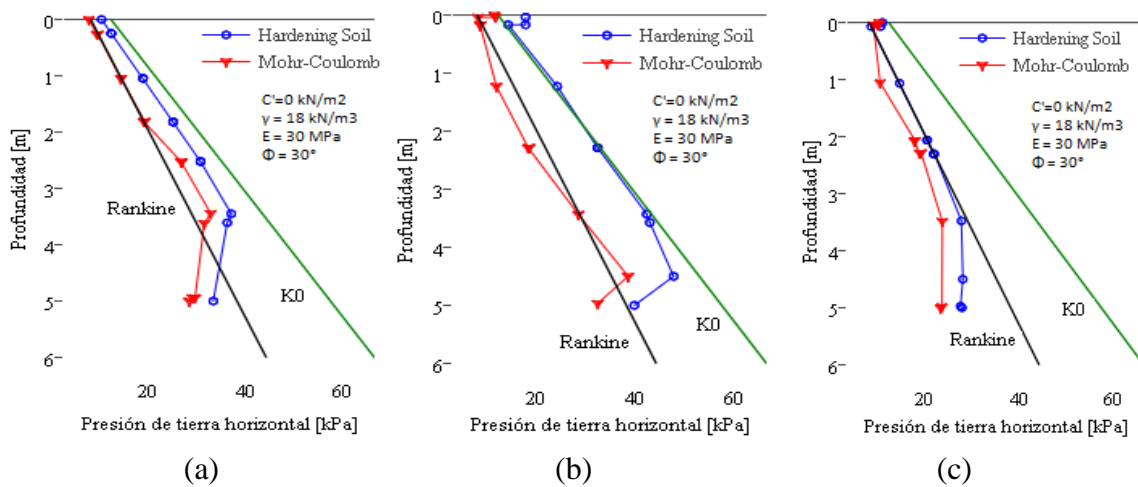 0
1
2
3
4
5
6
Profundidad [m]
Hardening Soil
Mohr-Coulomb
C'=0 kN/m2
γ = 18 kN/m3
E = 30 MPa
Φ = 30°
Rankine
K0
20 40 60
Presión de tierra horizontal [kPa]
(a)
0
1
2
3
4
5
6
Profundidad [m]
Hardening Soil
Mohr-Coulomb
C'=0 kN/m2
γ = 18 kN/m3
E = 30 MPa
Φ = 30°
Rankine
K0
20 40 60
Presión de tierra horizontal [kPa]
(b)
0
1
2
3
4
5
6
Profundidad [m]
Hardening Soil
Mohr-Coulomb
C'=0 kN/m2
γ = 18 kN/m3
E = 30 MPa
Φ = 30°
Rankine
K0
20 40 60
Presión de tierra horizontal [kPa]
(c)